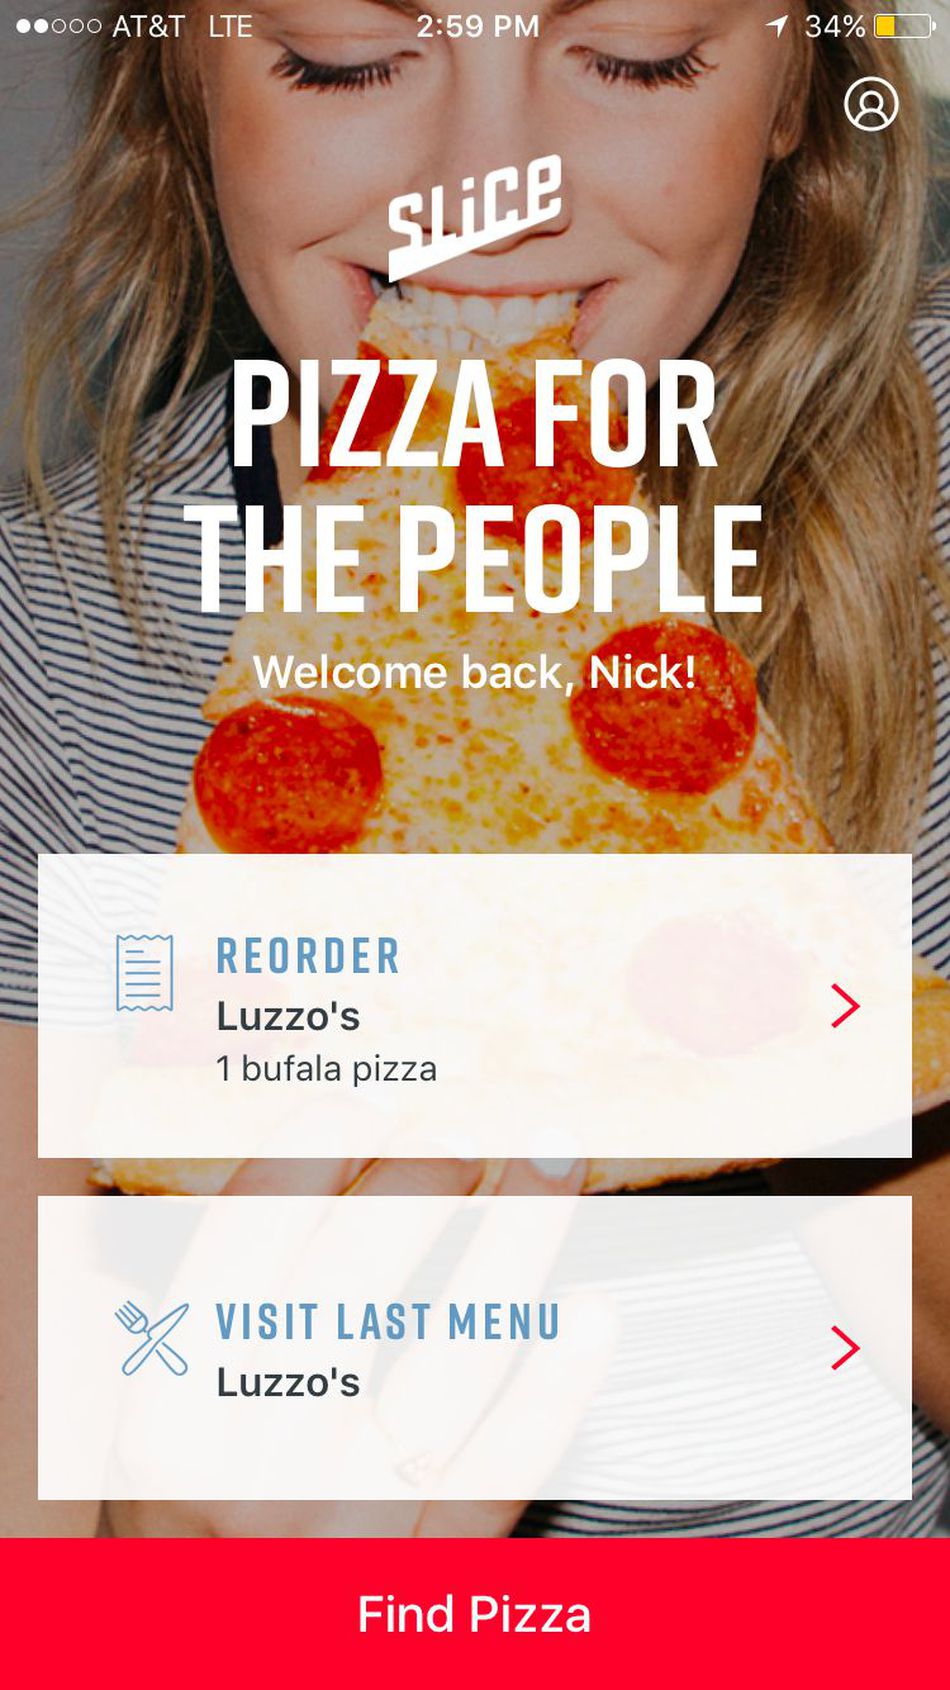 AT&T LTE 2:59 PM 34%
SLiCE
PIZZA FOR
THE PEOPLE
Welcome back, Nick!
REORDER
Luzzo's
1 bufala pizza
VISIT LAST MENU
Luzzo's
Find Pizza